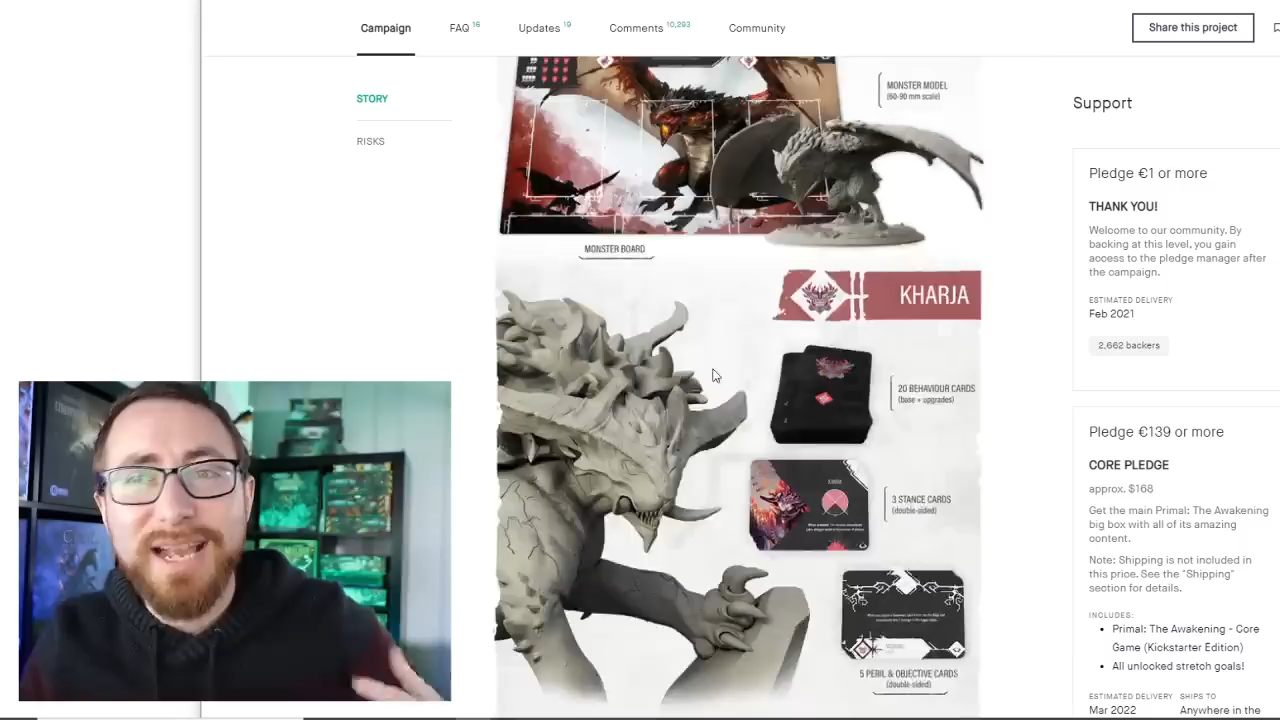 Campaign
FAQ 16
Updates 19
Comments 10,293
Community
Share this project
STORY
RISKS
MONSTER MODEL
(60-90 mm scale)
MONSTER BOARD
KHARJA
20 BEHAVIOUR CARDS
(base + upgrades)
3 STANCE CARDS
(double-sided)
5 PERIL & OBJECTIVE CARDS
(double-sided)
Support
Pledge €1 or more
THANK YOU!
Welcome to our community. By
backing at this level, you gain
access to the pledge manager after
the campaign.
ESTIMATED DELIVERY
Feb 2021
2,662 backers
Pledge €139 or more
CORE PLEDGE
approx. $168
Get the main Primal: The Awakening
big box with all of its amazing
content.
Note: Shipping is not included in
this price. See the "Shipping"
section for details.
INCLUDES:
• Primal: The Awakening - Core
Game (Kickstarter Edition)
• All unlooked stretch goals!
ESTIMATED DELIVERY
SHIPS TO
Mar 2022
Anywhere in the